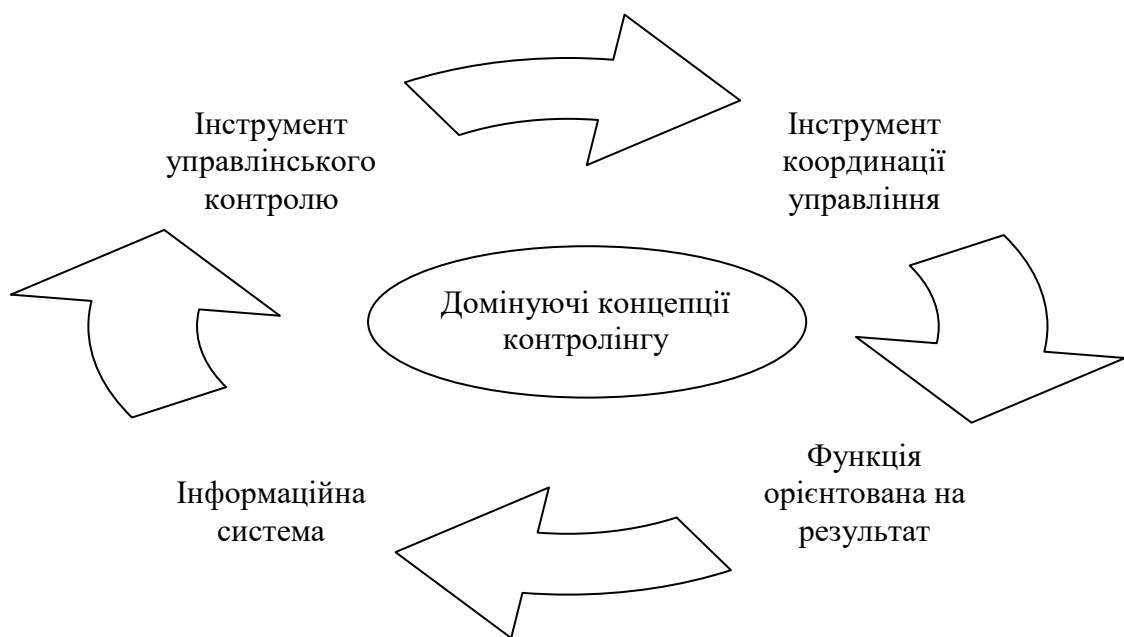 Інструмент
управлінського
контролю
Інструмент
координації
управління
Домінуючі концепції
контролінгу
Інформаційна
система
Функція
орієнтована на
результат